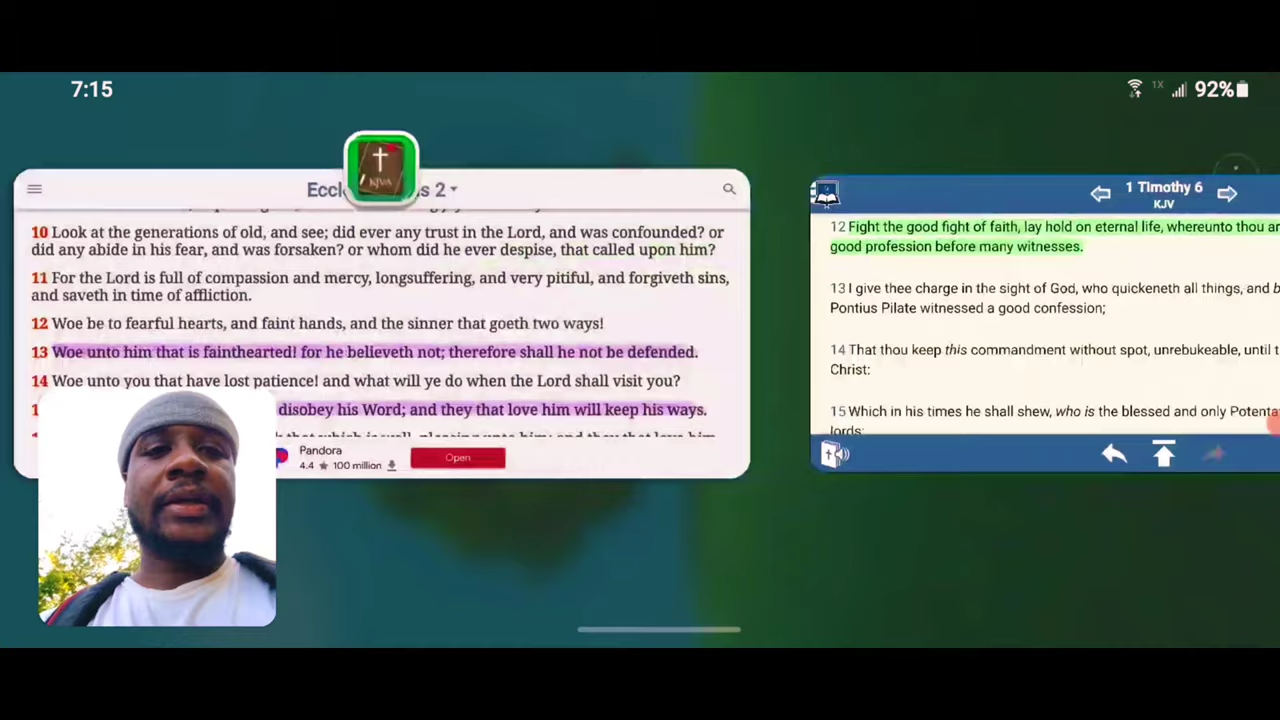 7:15
1X
92%
KJVA
Eccl s 2
10 Look at the generations of old, and see; did ever any trust in the Lord, and was confounded? or
did any abide in his fear, and was forsaken? or whom did he ever despise, that called upon him?
11 For the Lord is full of compassion and mercy, longsuffering, and very pitiful, and forgiveth sins,
and saveth in time of affliction.
12 Woe be to fearful hearts, and faint hands, and the sinner that goeth two ways!
13 Woe unto him that is fainthearted! for he believeth not; therefore shall he not be defended.
14 Woe unto you that have lost patience! and what will ye do when the Lord shall visit you?
disobey his Word; and they that love him will keep his ways.
Pandora
4.4 ★ 100 million
Open
1 Timothy 6
KJV
12 Fight the good fight of faith, lay hold on eternal life, whereunto thou ar
good profession before many witnesses.
13 I give thee charge in the sight of God, who quickeneth all things, and b
Pontius Pilate witnessed a good confession;
14 That thou keep this commandment without spot, unrebukeable, until t
Christ:
15 Which in his times he shall shew, who is the blessed and only Potenta
lords: